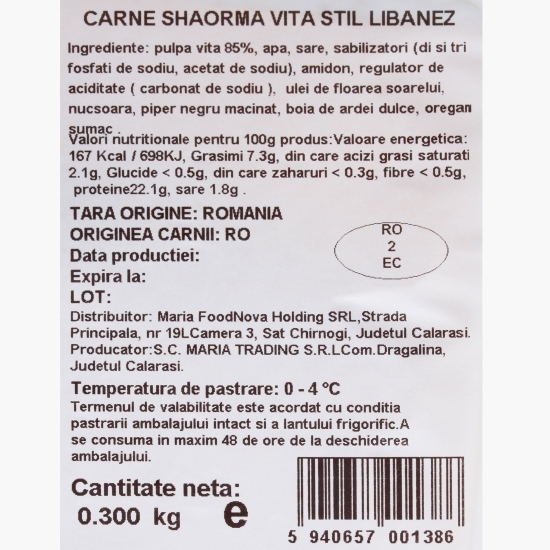 CARNE SHAORMA VITA STIL LIBANEZ
Ingrediente: pulpa vita 85%, apa, sare, sabilizatori (di si tri
fosfati de sodiu, acetat de sodiu), amidon, regulator de
aciditate ( carbonat de sodiu ), ulei de floarea soarelui,
nucsoara, piper negru macinat, boia de ardei dulce, oregan
sumac .
Valori nutritionale pentru 100g produs:Valoare energetica:
167 Kcal / 698KJ, Grasimi 7.3g, din care acizi grasi saturati
2.1g, Glucide < 0.5g, din care zaharuri < 0.3g, fibre < 0.5g,
proteine22.1g, sare 1.8g .
TARA ORIGINE: ROMANIA
ORIGINEA CARNII: RO
Data productiei:
Expira la:
LOT:
RO
2
EC
Distribuitor: Maria FoodNova Holding SRL,Strada
Principala, nr 19LCamera 3, Sat Chirnogi, Judetul Calarasi.
Producator:S.C. MARIA TRADING S.R.LCom.Dragalina,
Judetul Calarasi.
Temperatura de pastrare: 0 - 4 °C
Termenul de valabilitate este acordat cu conditia
pastrarii ambalajului intact si a lantului frigorific.A
se consuma in maxim 48 de ore de la deschiderea
ambalajului.
Cantitate neta:
0.300 kg e
5 940657 001386